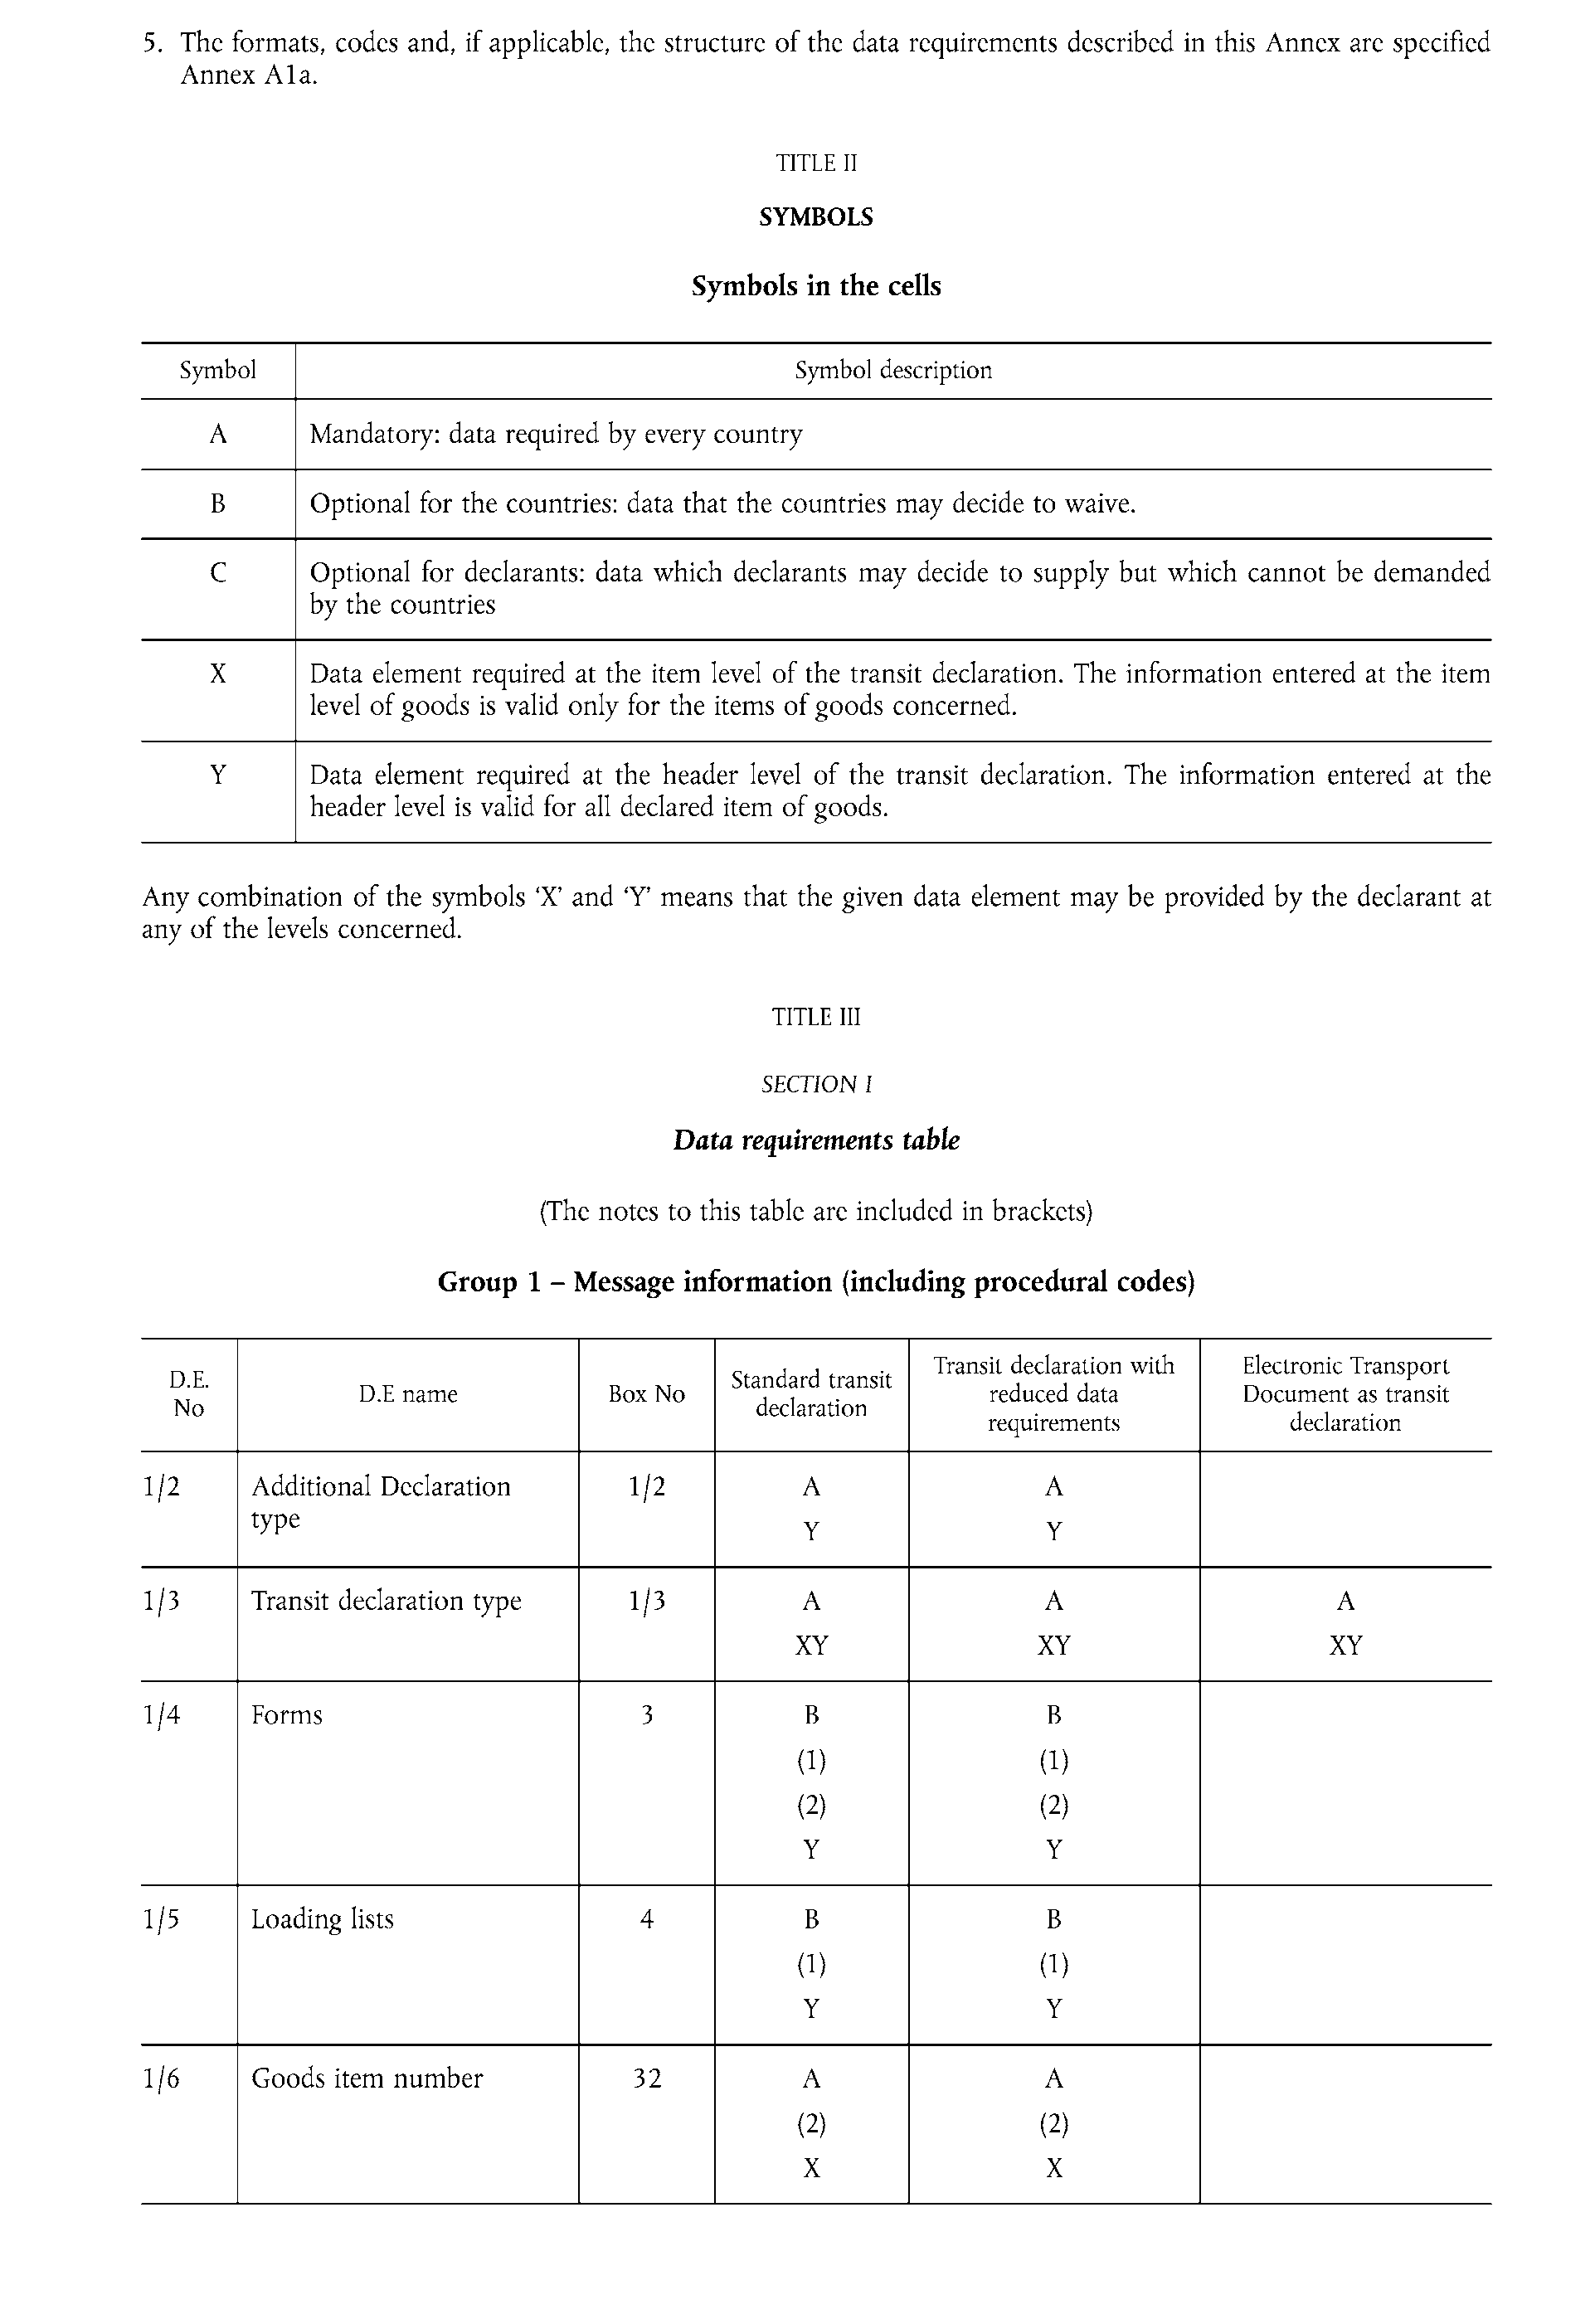 5. The formats, codes and, if applicable, the structure of the data requirements described in this Annex are specified
Annex A1a.
TITLE II
SYMBOLS
Symbols in the cells
Symbol Symbol description
A Mandatory: data required by every country
B Optional for the countries: data that the countries may decide to waive.
C Optional for declarants: data which declarants may decide to supply but which cannot be demanded
by the countries
X Data element required at the item level of the transit declaration. The information entered at the item
level of goods is valid only for the items of goods concerned.
Y Data element required at the header level of the transit declaration. The information entered at the
header level is valid for all declared item of goods.
Any combination of the symbols ‘X’ and ‘Y’ means that the given data element may be provided by the declarant at
any of the levels concerned.
TITLE III
SECTION I
Data requirements table
(The notes to this table are included in brackets)
Group 1 – Message information (including procedural codes)
D.E.
No
D.E name
Box No
Standard transit
declaration
Transit declaration with
reduced data
requirements
Electronic Transport
Document as transit
declaration
1/2 Additional Declaration 1/2 A A
type
Y Y
1/3 Transit declaration type 1/3 A A A
XY XY XY
1/4 Forms 3 B B
(1) (1)
(2) (2)
Y Y
1/5 Loading lists 4 B B
(1) (1)
Y Y
1/6 Goods item number 32 A A
(2) (2)
X X